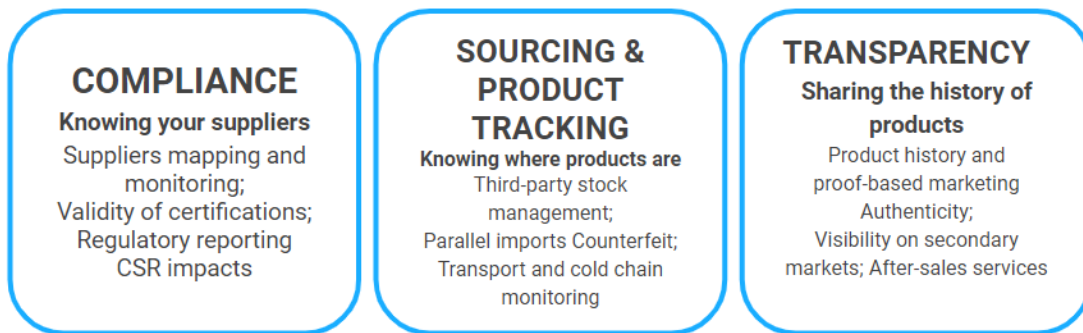 COMPLIANCE
Knowing your suppliers
Suppliers mapping and
monitoring;
Validity of certifications;
Regulatory reporting
CSR impacts
SOURCING &
PRODUCT
TRACKING
Knowing where products are
Third-party stock
management;
Parallel imports Counterfeit;
Transport and cold chain
monitoring
TRANSPARENCY
Sharing the history of
products
Product history and
proof-based marketing
Authenticity;
Visibility on secondary
markets; After-sales services